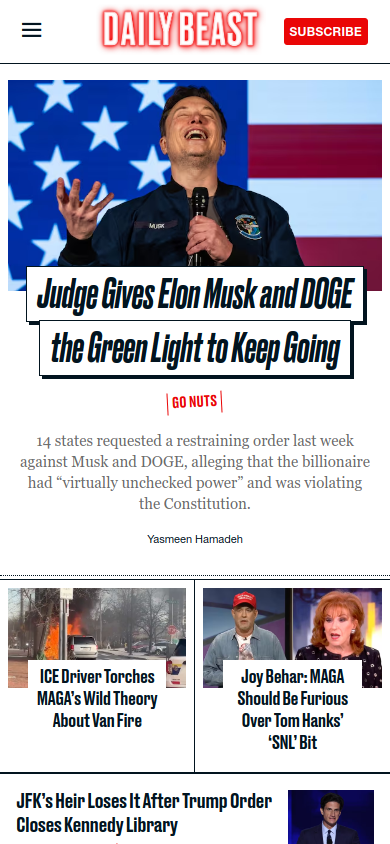 DAILY BEAST
SUBSCRIBE
MUSK
Judge Gives Elon Musk and DOGE
the Green Light to Keep Going
GO NUTS
14 states requested a restraining order last week
against Musk and DOGE, alleging that the billionaire
had “virtually unchecked power” and was violating
the Constitution.
Yasmeen Hamadeh
ICE Driver Torches
MAGA’s Wild Theory
About Van Fire
Joy Behar: MAGA
Should Be Furious
Over Tom Hanks’
‘SNL’ Bit
JFK’s Heir Loses It After Trump Order
Closes Kennedy Library